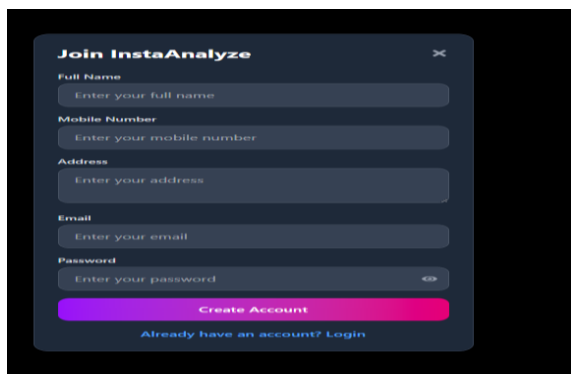 Join InstaAnalyze
Full Name
Enter your full name
Mobile Number
Enter your mobile number
Address
Enter your address
Email
Enter your email
Password
Enter your password
Create Account
Already have an account? Login